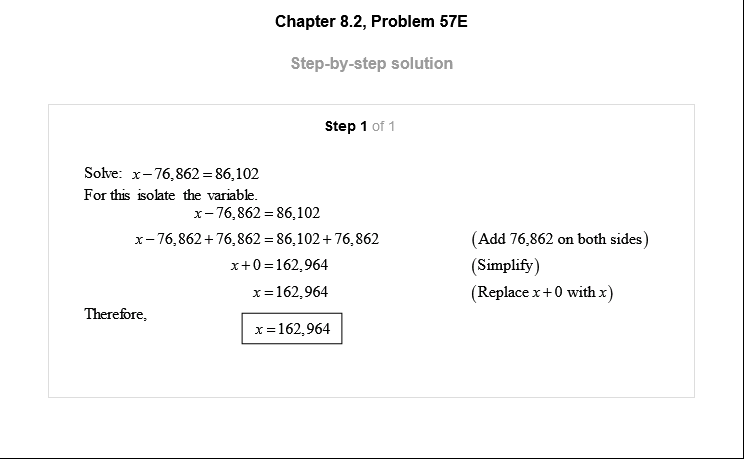 Chapter 8.2, Problem 57E
Step-by-step solution
Step 1 of 1
Solve: x−76,862=86,102
For this isolate the variable.
x−76,862=86,102
x−76,862+76,862=86,102+76,862 (Add 76,862 on both sides)
x+0=162,964 (Simplify)
x=162,964 (Replace x+0 with x)
Therefore,
x=162,964